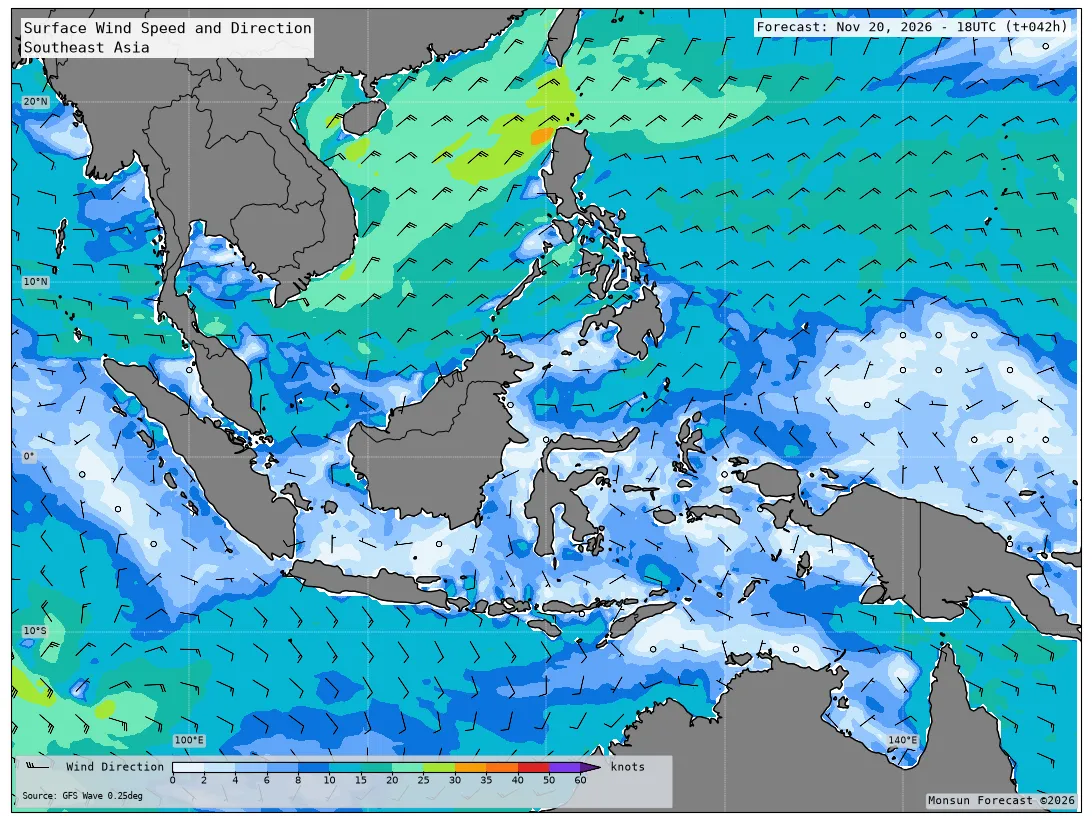 Surface Wind Speed and Direction
Southeast Asia
Forecast: Nov 20, 2026 - 18UTC (t+042h)
20°N
10°N
0°
10°S
100°E
140°E
Wind Direction
0 2 4 6 8 10 15 20 25 30 35 40 50 60
knots
Source: GFS Wave 0.25deg
Monsun Forecast ©2026